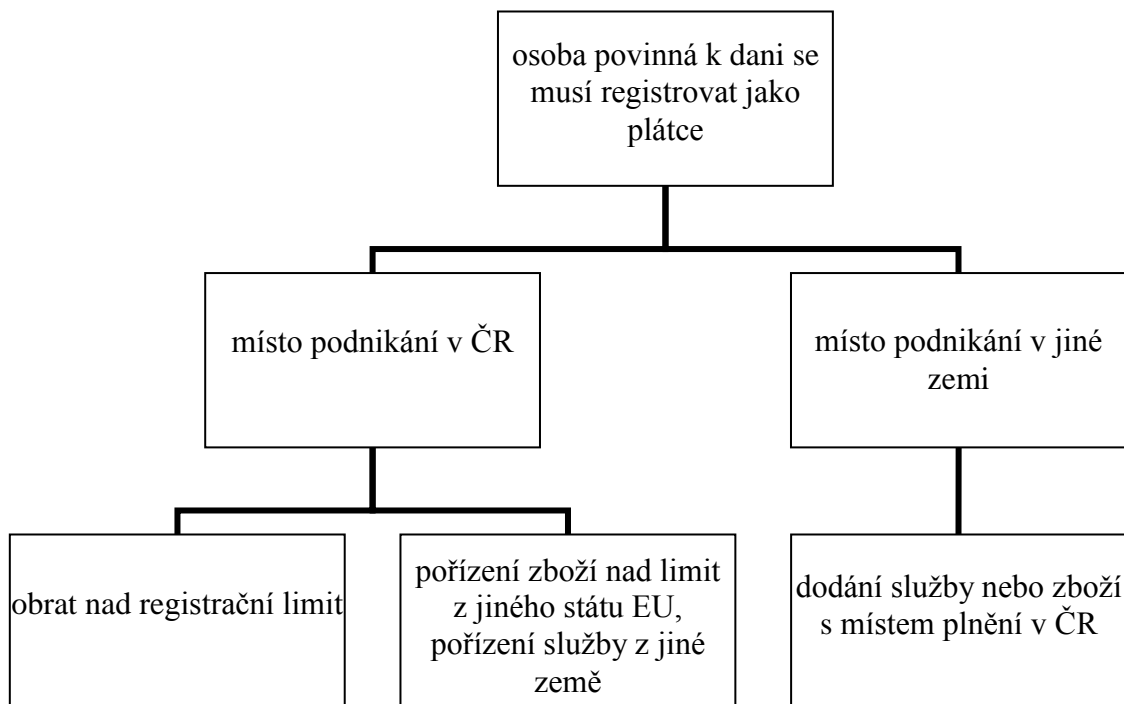 osoba povinná k dani se
musí registrovat jako
plátce
místo podnikání v ČR
místo podnikání v jiné
zemi
obrat nad registrační limit
pořízení zboží nad limit
z jiného státu EU,
pořízení služby z jiné
země
dodání služby nebo zboží
s místem plnění v ČR